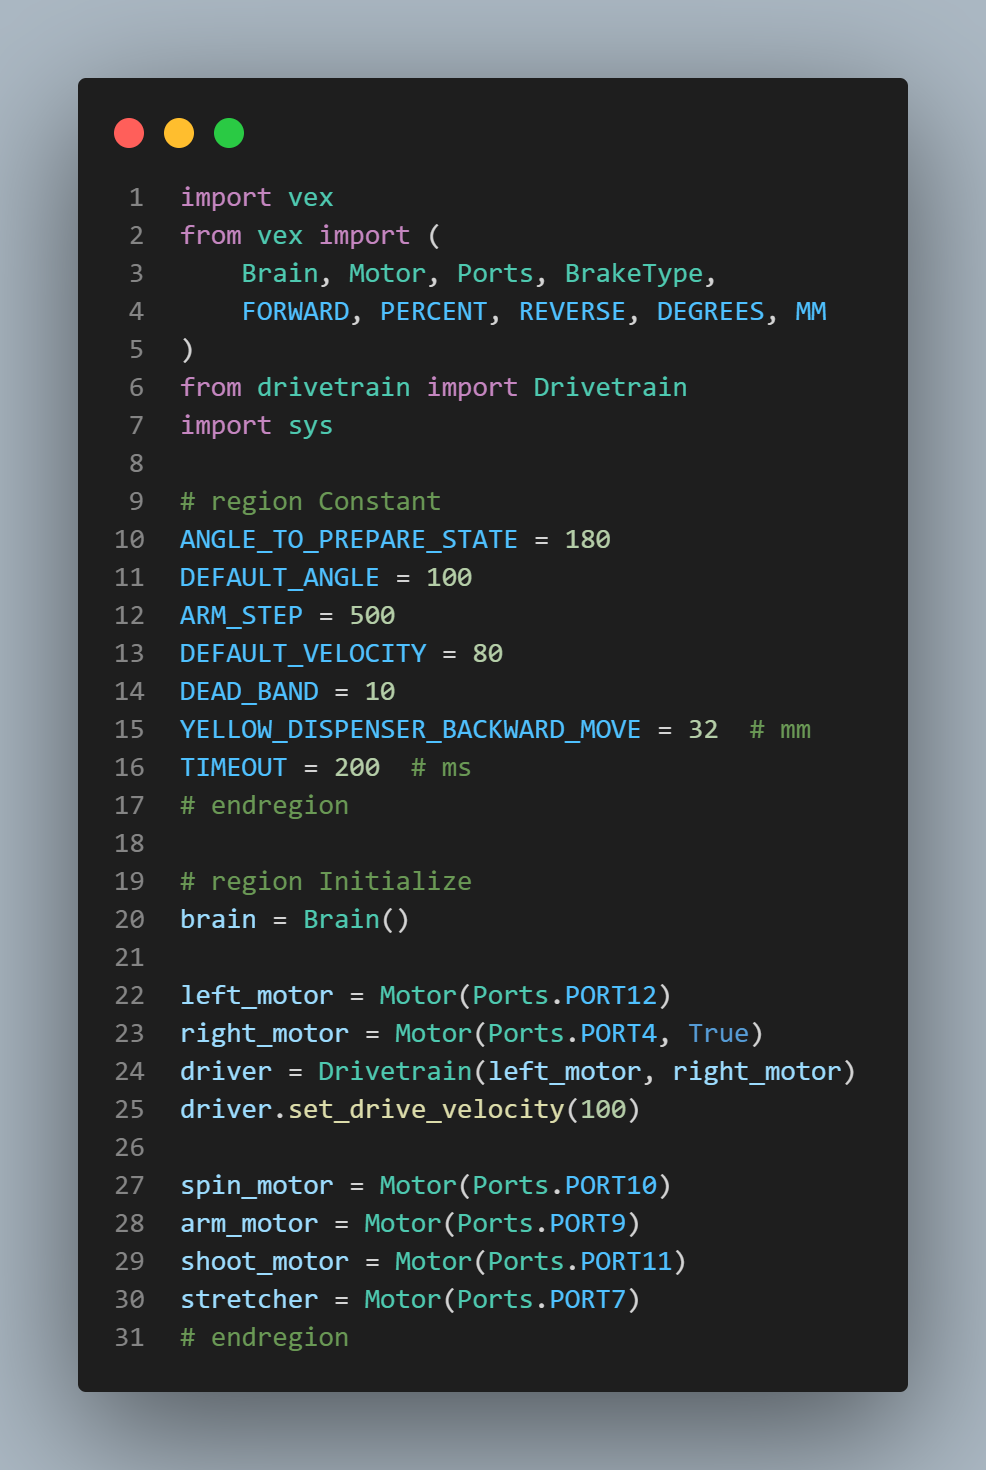 1 import vex
2 from vex import (
3     Brain, Motor, Ports, BrakeType,
4     FORWARD, PERCENT, REVERSE, DEGREES, MM
5 )
6 from drivetrain import Drivetrain
7 import sys
8
9 # region Constant
10 ANGLE_TO_PREPARE_STATE = 180
11 DEFAULT_ANGLE = 100
12 ARM_STEP = 500
13 DEFAULT_VELOCITY = 80
14 DEAD_BAND = 10
15 YELLOW_DISPENSER_BACKWARD_MOVE = 32  # mm
16 TIMEOUT = 200  # ms
17 # endregion
18
19 # region Initialize
20 brain = Brain()
21
22 left_motor = Motor(Ports.PORT12)
23 right_motor = Motor(Ports.PORT4, True)
24 driver = Drivetrain(left_motor, right_motor)
25 driver.set_drive_velocity(100)
26
27 spin_motor = Motor(Ports.PORT10)
28 arm_motor = Motor(Ports.PORT9)
29 shoot_motor = Motor(Ports.PORT11)
30 stretcher = Motor(Ports.PORT7)
31 # endregion